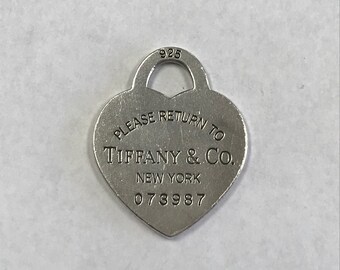 925
PLEASE RETURN TO
TIFFANY & CO.
NEW YORK
073987